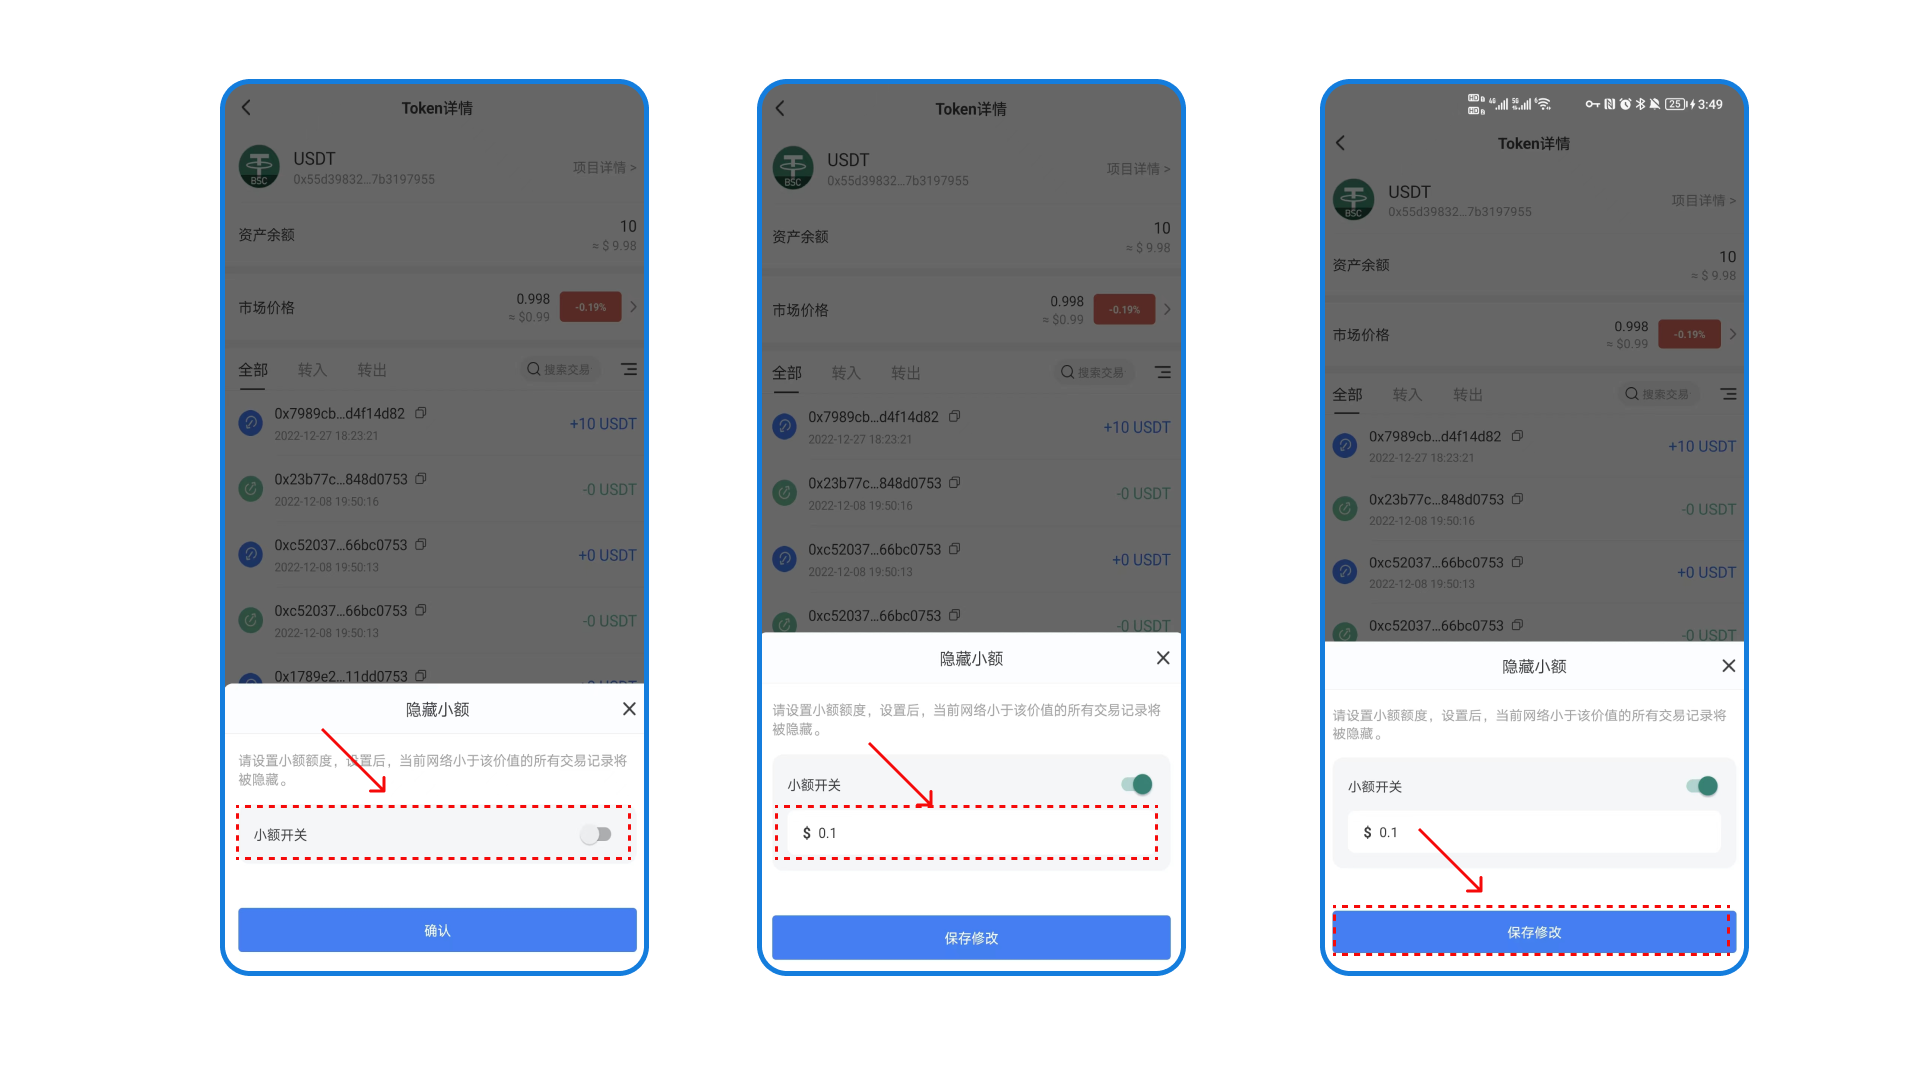 Token详情
USDT
0x55d39832...7b3197955
项目详情 >
BSC
资产余额
10
≈ $ 9.98
市场价格
0.998
≈ $0.99
-0.19%
全部 转入 转出 搜索交易
0x7989cb...d4f14d82
2022-12-27 18:23:21
+10 USDT
0x23b77c...848d0753
2022-12-08 19:50:16
-0 USDT
0xc52037...66bc0753
2022-12-08 19:50:13
+0 USDT
0xc52037...66bc0753
2022-12-08 19:50:13
-0 USDT
0x1789e2...11dd0753
隐藏小额
请设置小额额度，设置后，当前网络小于该价值的所有交易记录将
被隐藏。
小额开关
确认
Token详情
USDT
0x55d39832...7b3197955
项目详情 >
BSC
资产余额
10
≈ $ 9.98
市场价格
0.998
≈ $0.99
-0.19%
全部 转入 转出 搜索交易
0x7989cb...d4f14d82
2022-12-27 18:23:21
+10 USDT
0x23b77c...848d0753
2022-12-08 19:50:16
-0 USDT
0xc52037...66bc0753
2022-12-08 19:50:13
+0 USDT
0xc52037...66bc0753
-0 USDT
隐藏小额
请设置小额额度，设置后，当前网络小于该价值的所有交易记录将
被隐藏。
小额开关
$ 0.1
保存修改
25 3:49
Token详情
USDT
0x55d39832...7b3197955
项目详情 >
BSC
资产余额
10
≈ $ 9.98
市场价格
0.998
≈ $0.99
-0.19%
全部 转入 转出 搜索交易
0x7989cb...d4f14d82
2022-12-27 18:23:21
+10 USDT
0x23b77c...848d0753
2022-12-08 19:50:16
-0 USDT
0xc52037...66bc0753
2022-12-08 19:50:13
+0 USDT
0xc52037...66bc0753
-0 USDT
隐藏小额
请设置小额额度，设置后，当前网络小于该价值的所有交易记录将
被隐藏。
小额开关
$ 0.1
保存修改